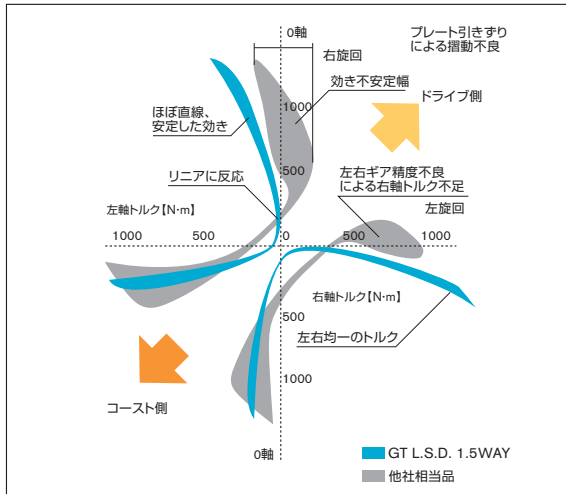 0軸
プレート引きずり
による摺動不良
右旋回
効き不安定幅
ドライブ側
1000
ほぼ直線、
安定した効き
500
リニアに反応
左右ギア精度不良
による右軸トルク不足
左軸トルク【N・m】
左旋回
1000
500
0
500
1000
右軸トルク【N・m】
500
左右均一のトルク
1000
コースト側
0軸
GT L.S.D. 1.5WAY
他社相当品